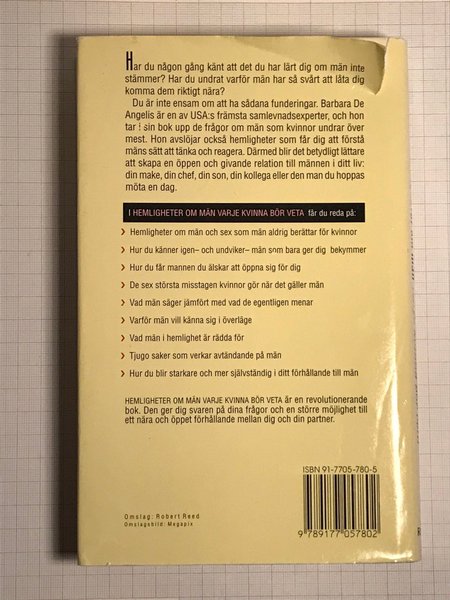 Har du någon gång känt att det du har lärt dig om män inte
stämmer? Har du undrat varför män har så svårt att låta dig
komma dem riktigt nära?
Du är inte ensam om att ha sådana funderingar. Barbara De
Angelis är en av USA:s främsta samlevnadsexperter, och hon
tar i sin bok upp de frågor om män som kvinnor undrar över
mest. Hon avslöjar också hemligheter som får dig att förstå
mäns sätt att tänka och reagera. Därmed blir det betydligt lättare
att skapa en öppen och givande relation till männen i ditt liv:
din make, din chef, din son, din kollega eller den man du hoppas
möta en dag.
I HEMLIGHETER OM MÄN VARJE KVINNA BÖR VETA får du reda på:
› Hemligheter om män och sex som män aldrig berättar för kvinnor
› Hur du känner igen– och undviker– män som bara ger dig bekymmer
› Hur du får mannen du älskar att öppna sig för dig
› De sex största misstagen kvinnor gör när det gäller män
› Vad män säger jämfört med vad de egentligen menar
› Varför män vill känna sig i överläge
› Vad män i hemlighet är rädda för
› Tjugo saker som verkar avtändande på män
› Hur du blir starkare och mer självständig i ditt förhållande till män
HEMLIGHETER OM MÄN VARJE KVINNA BÖR VETA är en revolutionerande
bok. Den ger dig svaren på dina frågor och en större möjlighet till
ett nära och öppet förhållande mellan dig och din partner.
ISBN 91-7705-780-5
9 789177 057802
Omslag: Robert Reed
Omslagsbild: Megapix